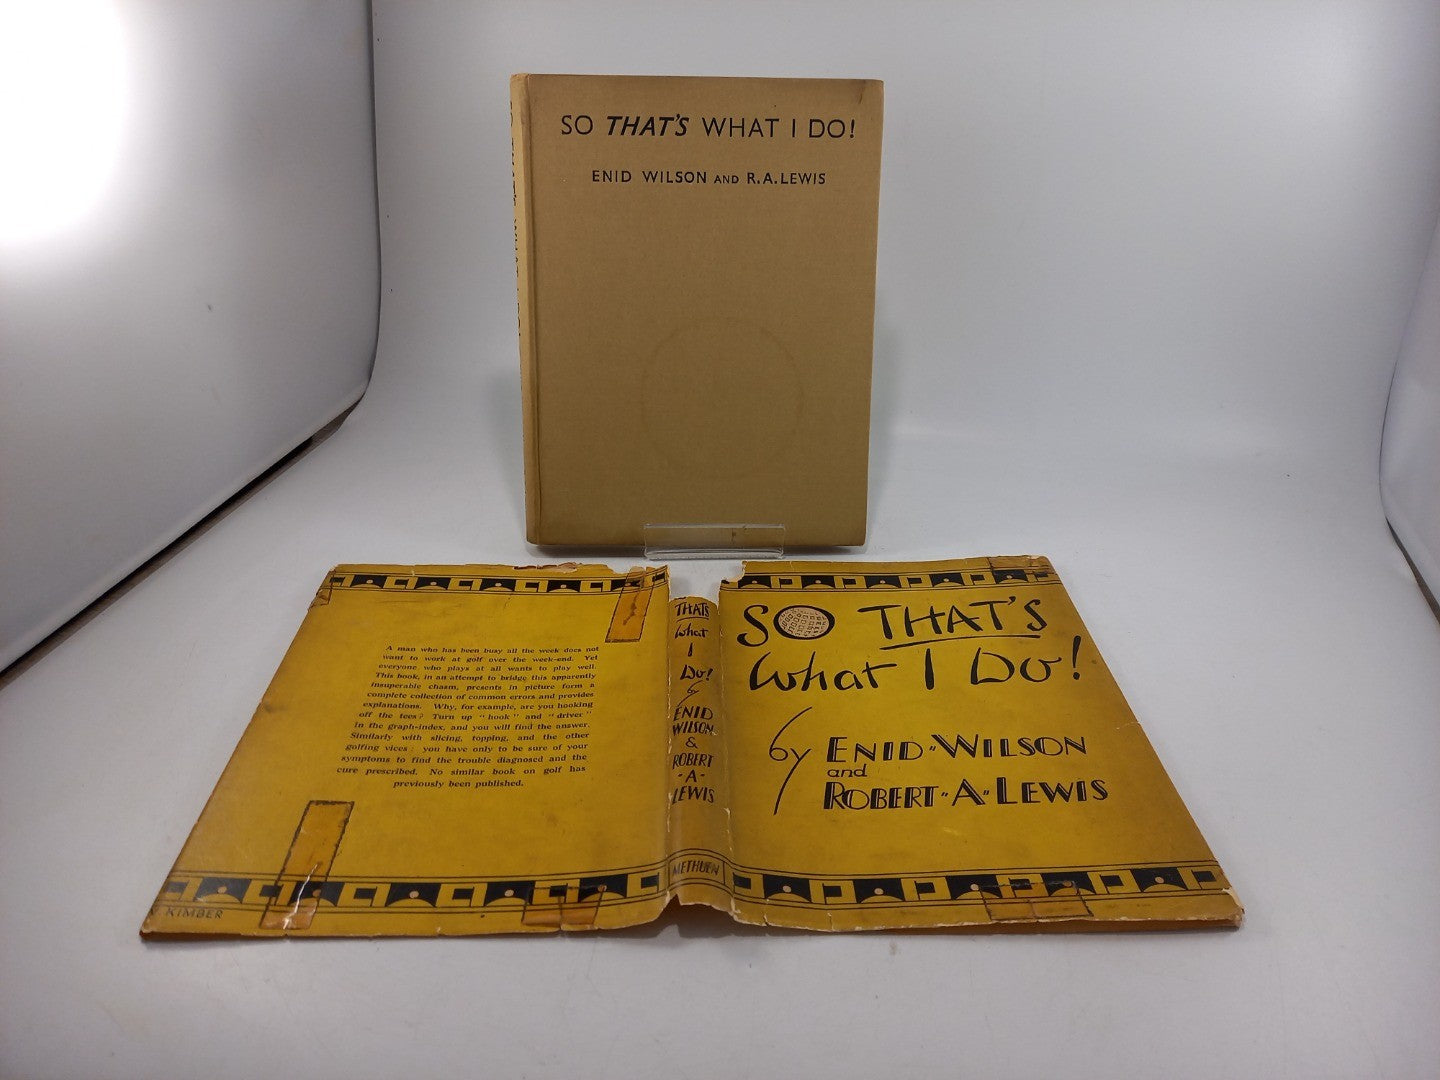 SO THAT'S WHAT I DO!
ENID WILSON AND R.A. LEWIS
A man who has been busy all the week does not
want to work at golf over the week-end. Yet
everyone who plays at all wants to play well.
This book, in an attempt to bridge this apparently
insuperable chasm, presents in picture form a
complete collection of common errors and provides
explanations. Why, for example, are you hooking
off the tees? Turn up "hook" and "driver"
in the graph-index, and you will find the answer.
Similarly with slicing, topping, and the other
golfing vices: you have only to be sure of your
symptoms to find the trouble diagnosed and the
cure prescribed. No similar book on golf has
previously been published.
KIMBER
THAT'S
What
I
Do!
by
ENID
WILSON
&
ROBERT
-A-
LEWIS
METHUEN
SO THAT'S
What I Do!
by ENID "WILSON
and
ROBERT "A" LEWIS